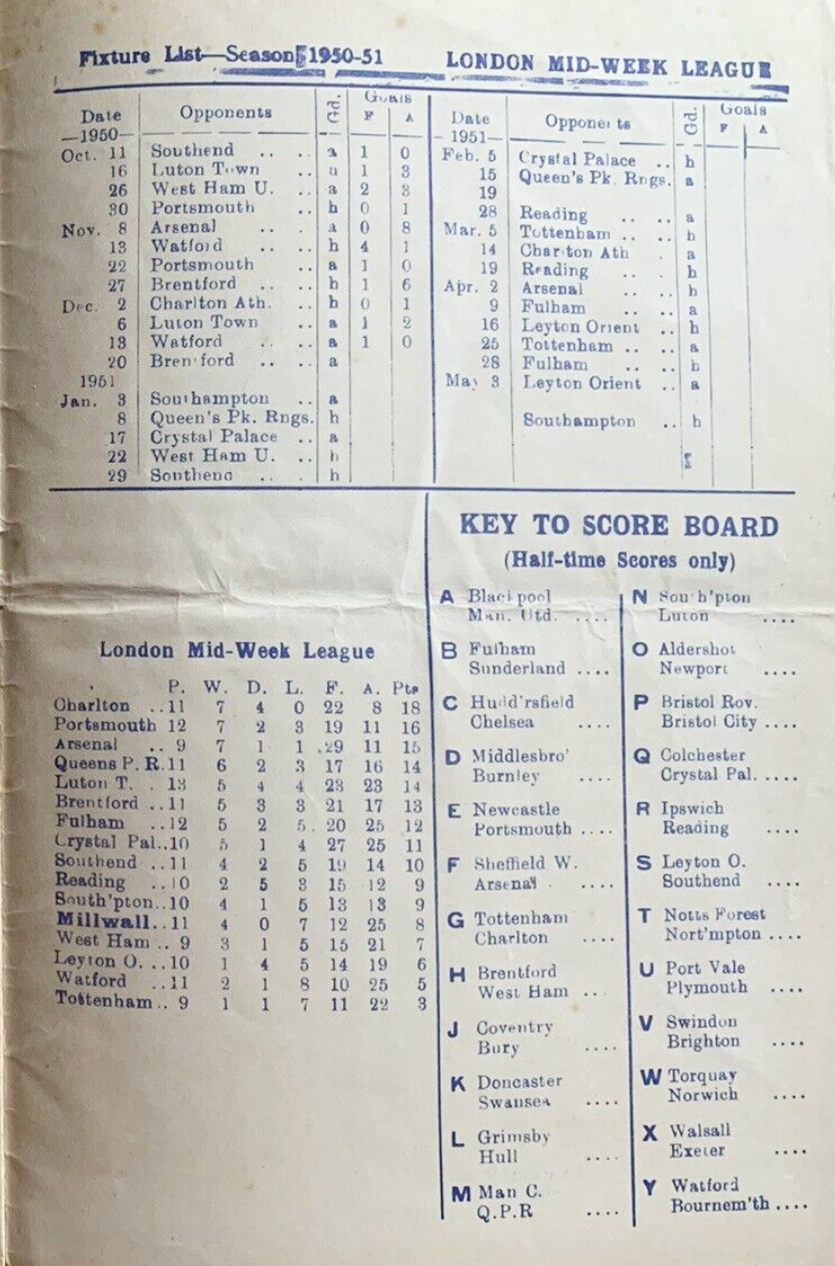 Fixture List—Season 1950-51 LONDON MID-WEEK LEAGUE
Date Opponents Gd. Goals
—1950— F A
Oct. 11 Southend .. .. a 1 0
16 Luton Town .. 1 3
26 West Ham U. .. a 2 3
30 Portsmouth .. h 0 1
Nov. 8 Arsenal .. .. a 0 8
13 Watford .. .. h 4 1
22 Portsmouth .. a 1 0
27 Brentford .. .. h 1 6
Dec. 2 Charlton Ath. .. h 0 1
6 Luton Town .. a 1 2
13 Watford .. .. a 1 0
20 Brentford .. .. a
1951
Jan. 3 Southampton .. a
8 Queen's Pk. Rngs. h
17 Crystal Palace .. a
22 West Ham U. .. h
29 Southend .. . h
Date Opponents Gd. Goals
—1951— F A
Feb. 5 Crystal Palace .. h
15 Queen's Pk. Rngs. a
19
28 Reading .. .. a
Mar. 5 Tottenham .. .. h
14 Charlton Ath . a
19 Reading .. . h
Apr. 2 Arsenal .. .. h
9 Fulham .. .. a
16 Leyton Orient .. h
25 Tottenham .. .. a
28 Fulham .. .. h
May 3 Leyton Orient .. a
Southampton .. h
London Mid-Week League
P. W. D. L. F. A. Pts
Charlton ..11 7 4 0 22 8 18
Portsmouth 12 7 2 3 19 11 16
Arsenal .. 9 7 1 1 29 11 15
Queens P. R.11 6 2 3 17 16 14
Luton T. . 13 5 4 4 23 23 14
Brentford ..11 5 3 3 21 17 13
Fulham ..12 5 2 5 20 25 12
Crystal Pal..10 5 1 4 27 25 11
Southend ..11 4 2 5 19 14 10
Reading ..10 2 5 3 15 12 9
South'pton..10 4 1 5 13 13 9
Millwall..11 4 0 7 12 25 8
West Ham .. 9 3 1 5 15 21 7
Leyton O. ..10 1 4 5 14 19 6
Watford ..11 2 1 8 10 25 5
Tottenham.. 9 1 1 7 11 22 3
KEY TO SCORE BOARD
(Half-time Scores only)
A Blackpool
Man. Utd. ....
B Fulham
Sunderland ....
C Hudd'rsfield
Chelsea ....
D Middlesbro'
Burnley ....
E Newcastle
Portsmouth ....
F Sheffield W.
Arsenal . ....
G Tottenham
Charlton ....
H Brentford
West Ham ...
J Coventry
Bury ....
K Doncaster
Swansea ....
L Grimsby
Hull ....
M Man C.
Q.P.R ....
N South'pton
Luton ....
O Aldershot
Newport ....
P Bristol Rov.
Bristol City ....
Q Colchester
Crystal Pal. ....
R Ipswich
Reading ....
S Leyton O.
Southend ....
T Notts Forest
Nort'mpton ....
U Port Vale
Plymouth ....
V Swindon
Brighton ....
W Torquay
Norwich ....
X Walsall
Exeter ....
Y Watford
Bournem'th ....